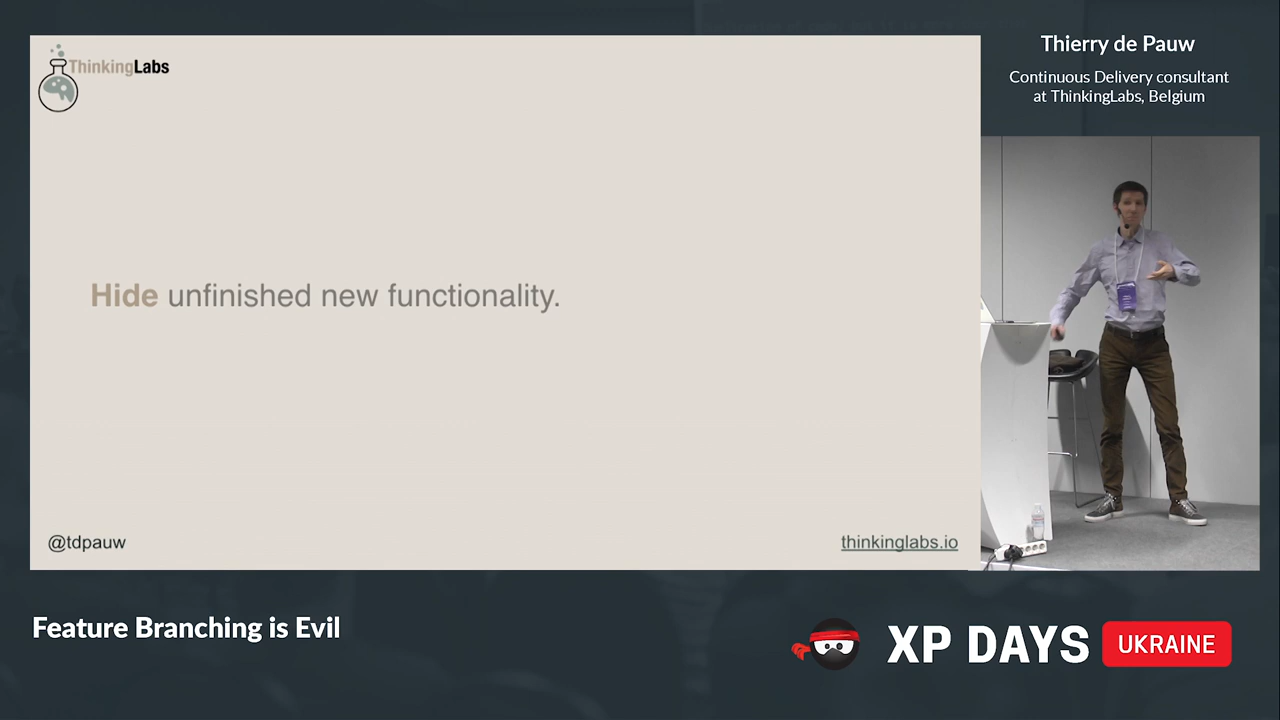 ThinkingLabs
Hide unfinished new functionality.
@tdpauw
thinkinglabs.io
Thierry de Pauw
Continuous Delivery consultant
at ThinkingLabs, Belgium
Feature Branching is Evil
XP DAYS
UKRAINE